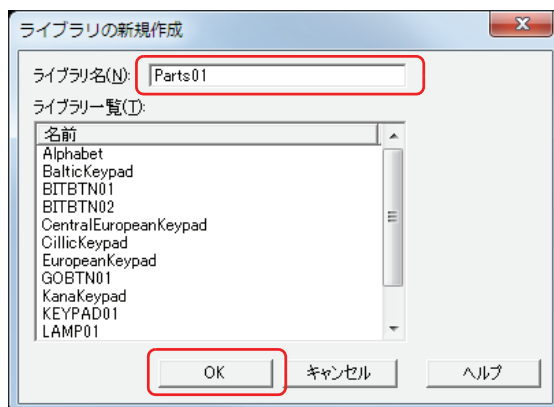 ライブラリの新規作成
ライブラリ名(N): Parts01
ライブラリ一覧(T):
名前
Alphabet
BalticKeypad
BITBTN01
BITBTN02
CentralEuropeanKeypad
CillicKeypad
EuropeanKeypad
GOBTN01
KanaKeypad
KEYPAD01
LAMP01
OK キャンセル ヘルプ